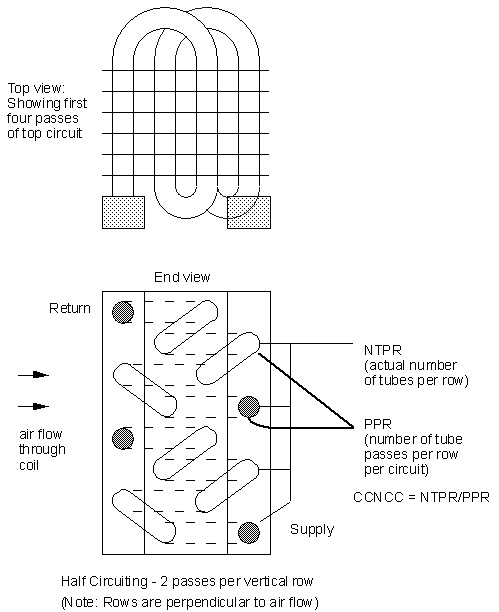 Top view:
Showing first
four passes
of top circuit
End view
Return
NTPR
(actual number
of tubes per row)
air flow
through
coil
PPR
(number of tube
passes per row
per circuit)
CCNCC = NTPR/PPR
Supply
Half Circuiting - 2 passes per vertical row
(Note: Rows are perpendicular to air flow)